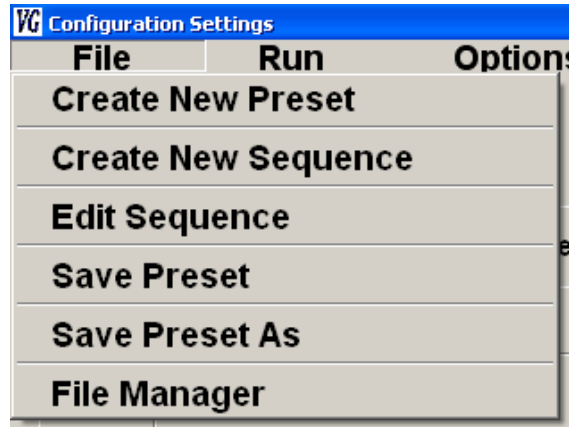 VG Configuration Settings
File Run Options
Create New Preset
Create New Sequence
Edit Sequence
Save Preset
Save Preset As
File Manager